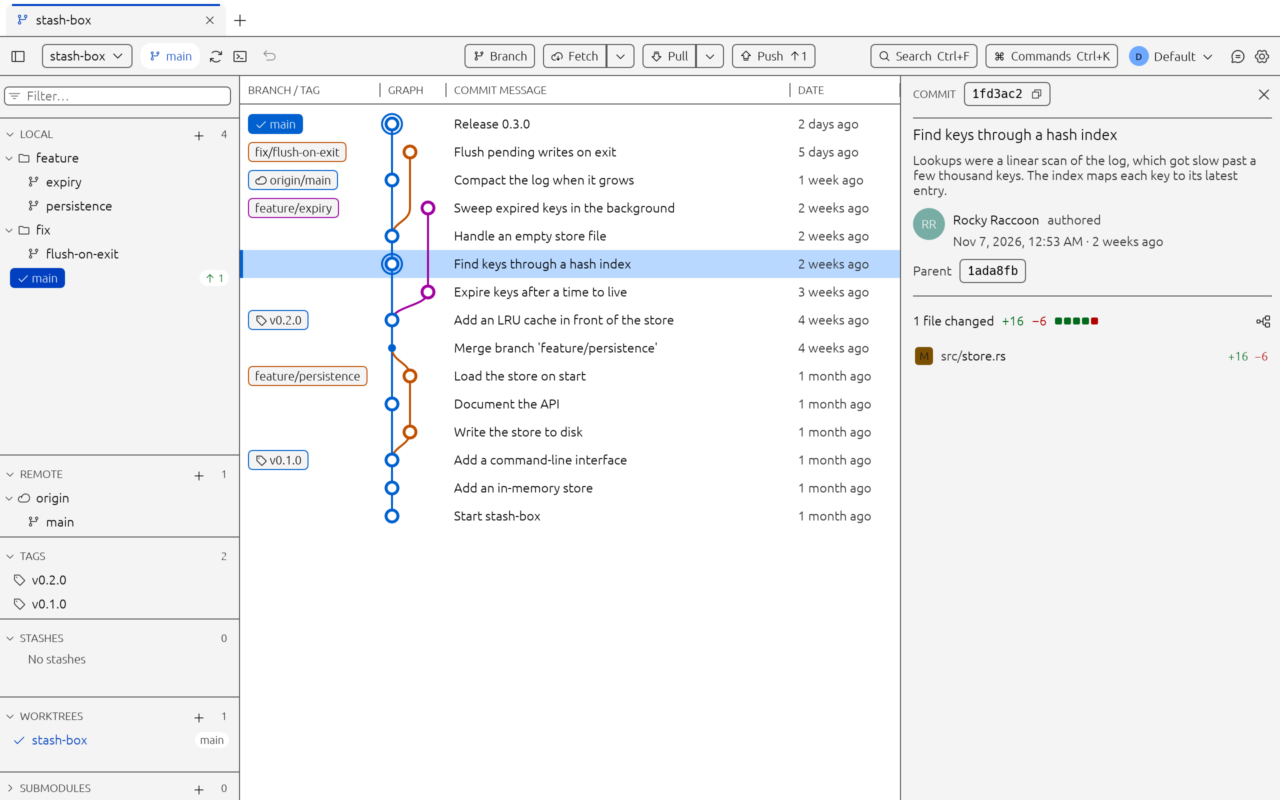 stash-box
stash-box
main
Branch
Fetch
Pull
Push ↑1
Search Ctrl+F
Commands Ctrl+K
D
Default
Filter...
LOCAL
4
feature
expiry
persistence
fix
flush-on-exit
main
↑ 1
REMOTE
1
origin
main
TAGS
2
v0.2.0
v0.1.0
STASHES
0
No stashes
WORKTREES
1
stash-box
main
SUBMODULES
0
BRANCH / TAG
GRAPH
COMMIT MESSAGE
DATE
main
Release 0.3.0
2 days ago
fix/flush-on-exit
Flush pending writes on exit
5 days ago
origin/main
Compact the log when it grows
1 week ago
feature/expiry
Sweep expired keys in the background
2 weeks ago
Handle an empty store file
2 weeks ago
Find keys through a hash index
2 weeks ago
Expire keys after a time to live
3 weeks ago
v0.2.0
Add an LRU cache in front of the store
4 weeks ago
Merge branch 'feature/persistence'
4 weeks ago
feature/persistence
Load the store on start
1 month ago
Document the API
1 month ago
Write the store to disk
1 month ago
v0.1.0
Add a command-line interface
1 month ago
Add an in-memory store
1 month ago
Start stash-box
1 month ago
COMMIT
1fd3ac2
Find keys through a hash index
Lookups were a linear scan of the log, which got slow past a
few thousand keys. The index maps each key to its latest
entry.
RR
Rocky Raccoon authored
Nov 7, 2026, 12:53 AM · 2 weeks ago
Parent
1ada8fb
1 file changed +16 −6
M
src/store.rs
+16 −6